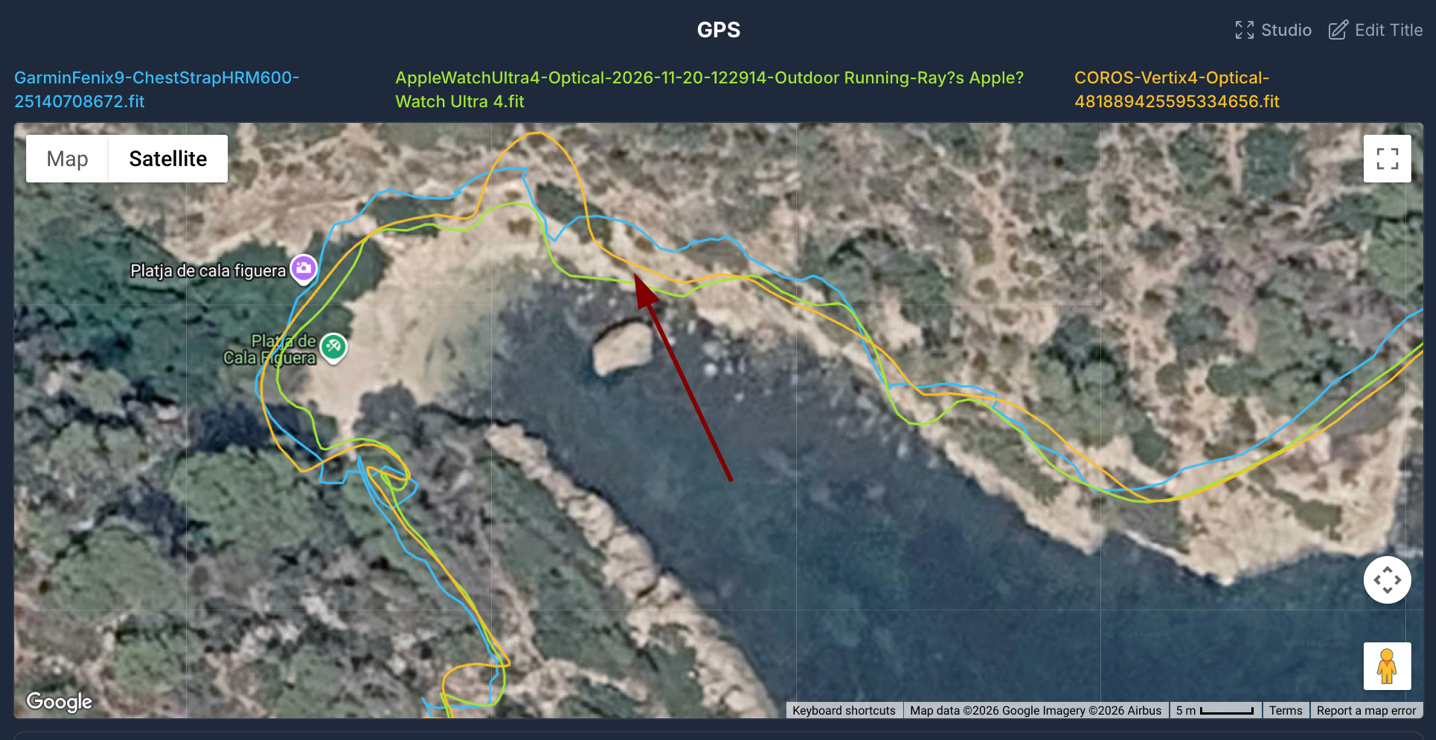 GPS
Studio
Edit Title
GarminFenix9-ChestStrapHRM600-
25140708672.fit
AppleWatchUltra4-Optical-2026-11-20-122914-Outdoor Running-Ray?s Apple?
Watch Ultra 4.fit
COROS-Vertix4-Optical-
481889425595334656.fit
Map
Satellite
Platja de cala figuera
Platja de
Cala Figuera
Google
Keyboard shortcuts
Map data ©2026 Google Imagery ©2026 Airbus
5 m
Terms
Report a map error